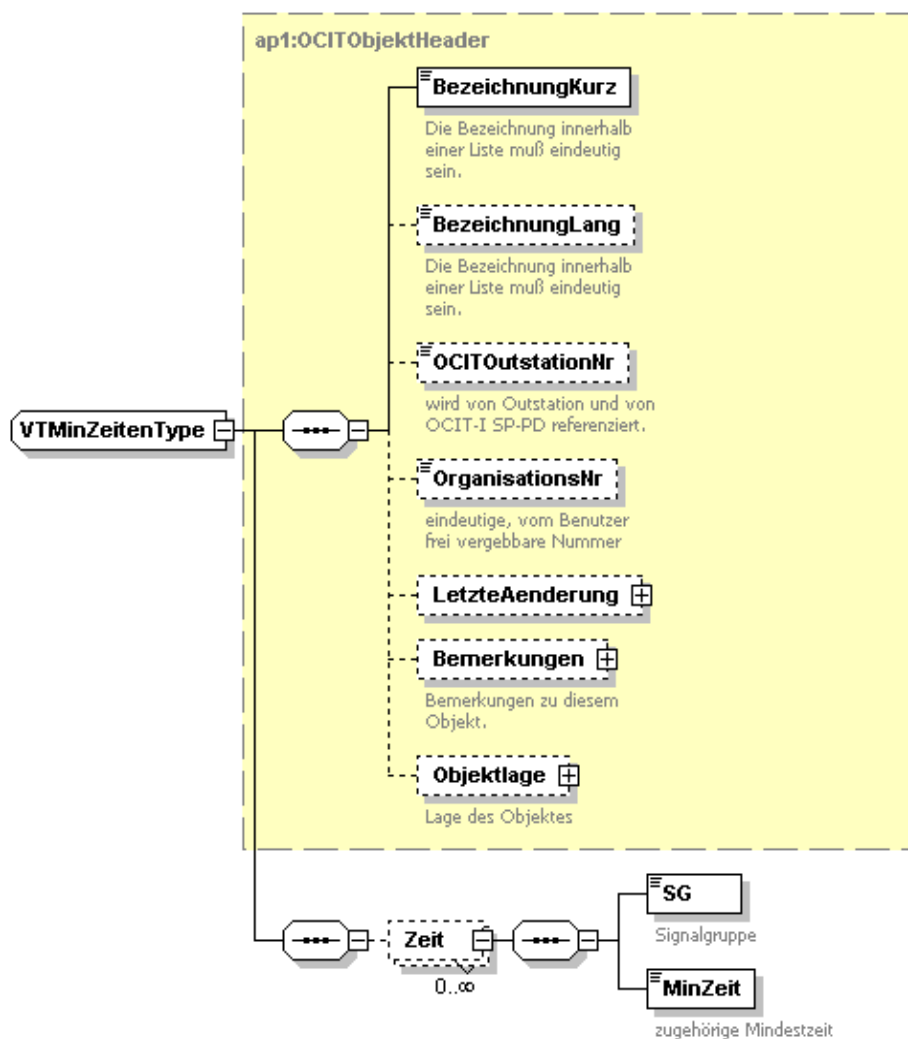 ap1:OCITObjektHeader
BezeichnungKurz
Die Bezeichnung innerhalb
einer Liste muß eindeutig
sein.
BezeichnungLang
Die Bezeichnung innerhalb
einer Liste muß eindeutig
sein.
OCITOutstationNr
wird von Outstation und von
OCIT-I SP-PD referenziert.
VTMinZeitenType
OrganisationsNr
eindeutige, vom Benutzer
frei vergebbare Nummer
LetzteAenderung
Bemerkungen
Bemerkungen zu diesem
Objekt.
Objektlage
Lage des Objektes
SG
Signalgruppe
Zeit
0..∞
MinZeit
zugehörige Mindestzeit